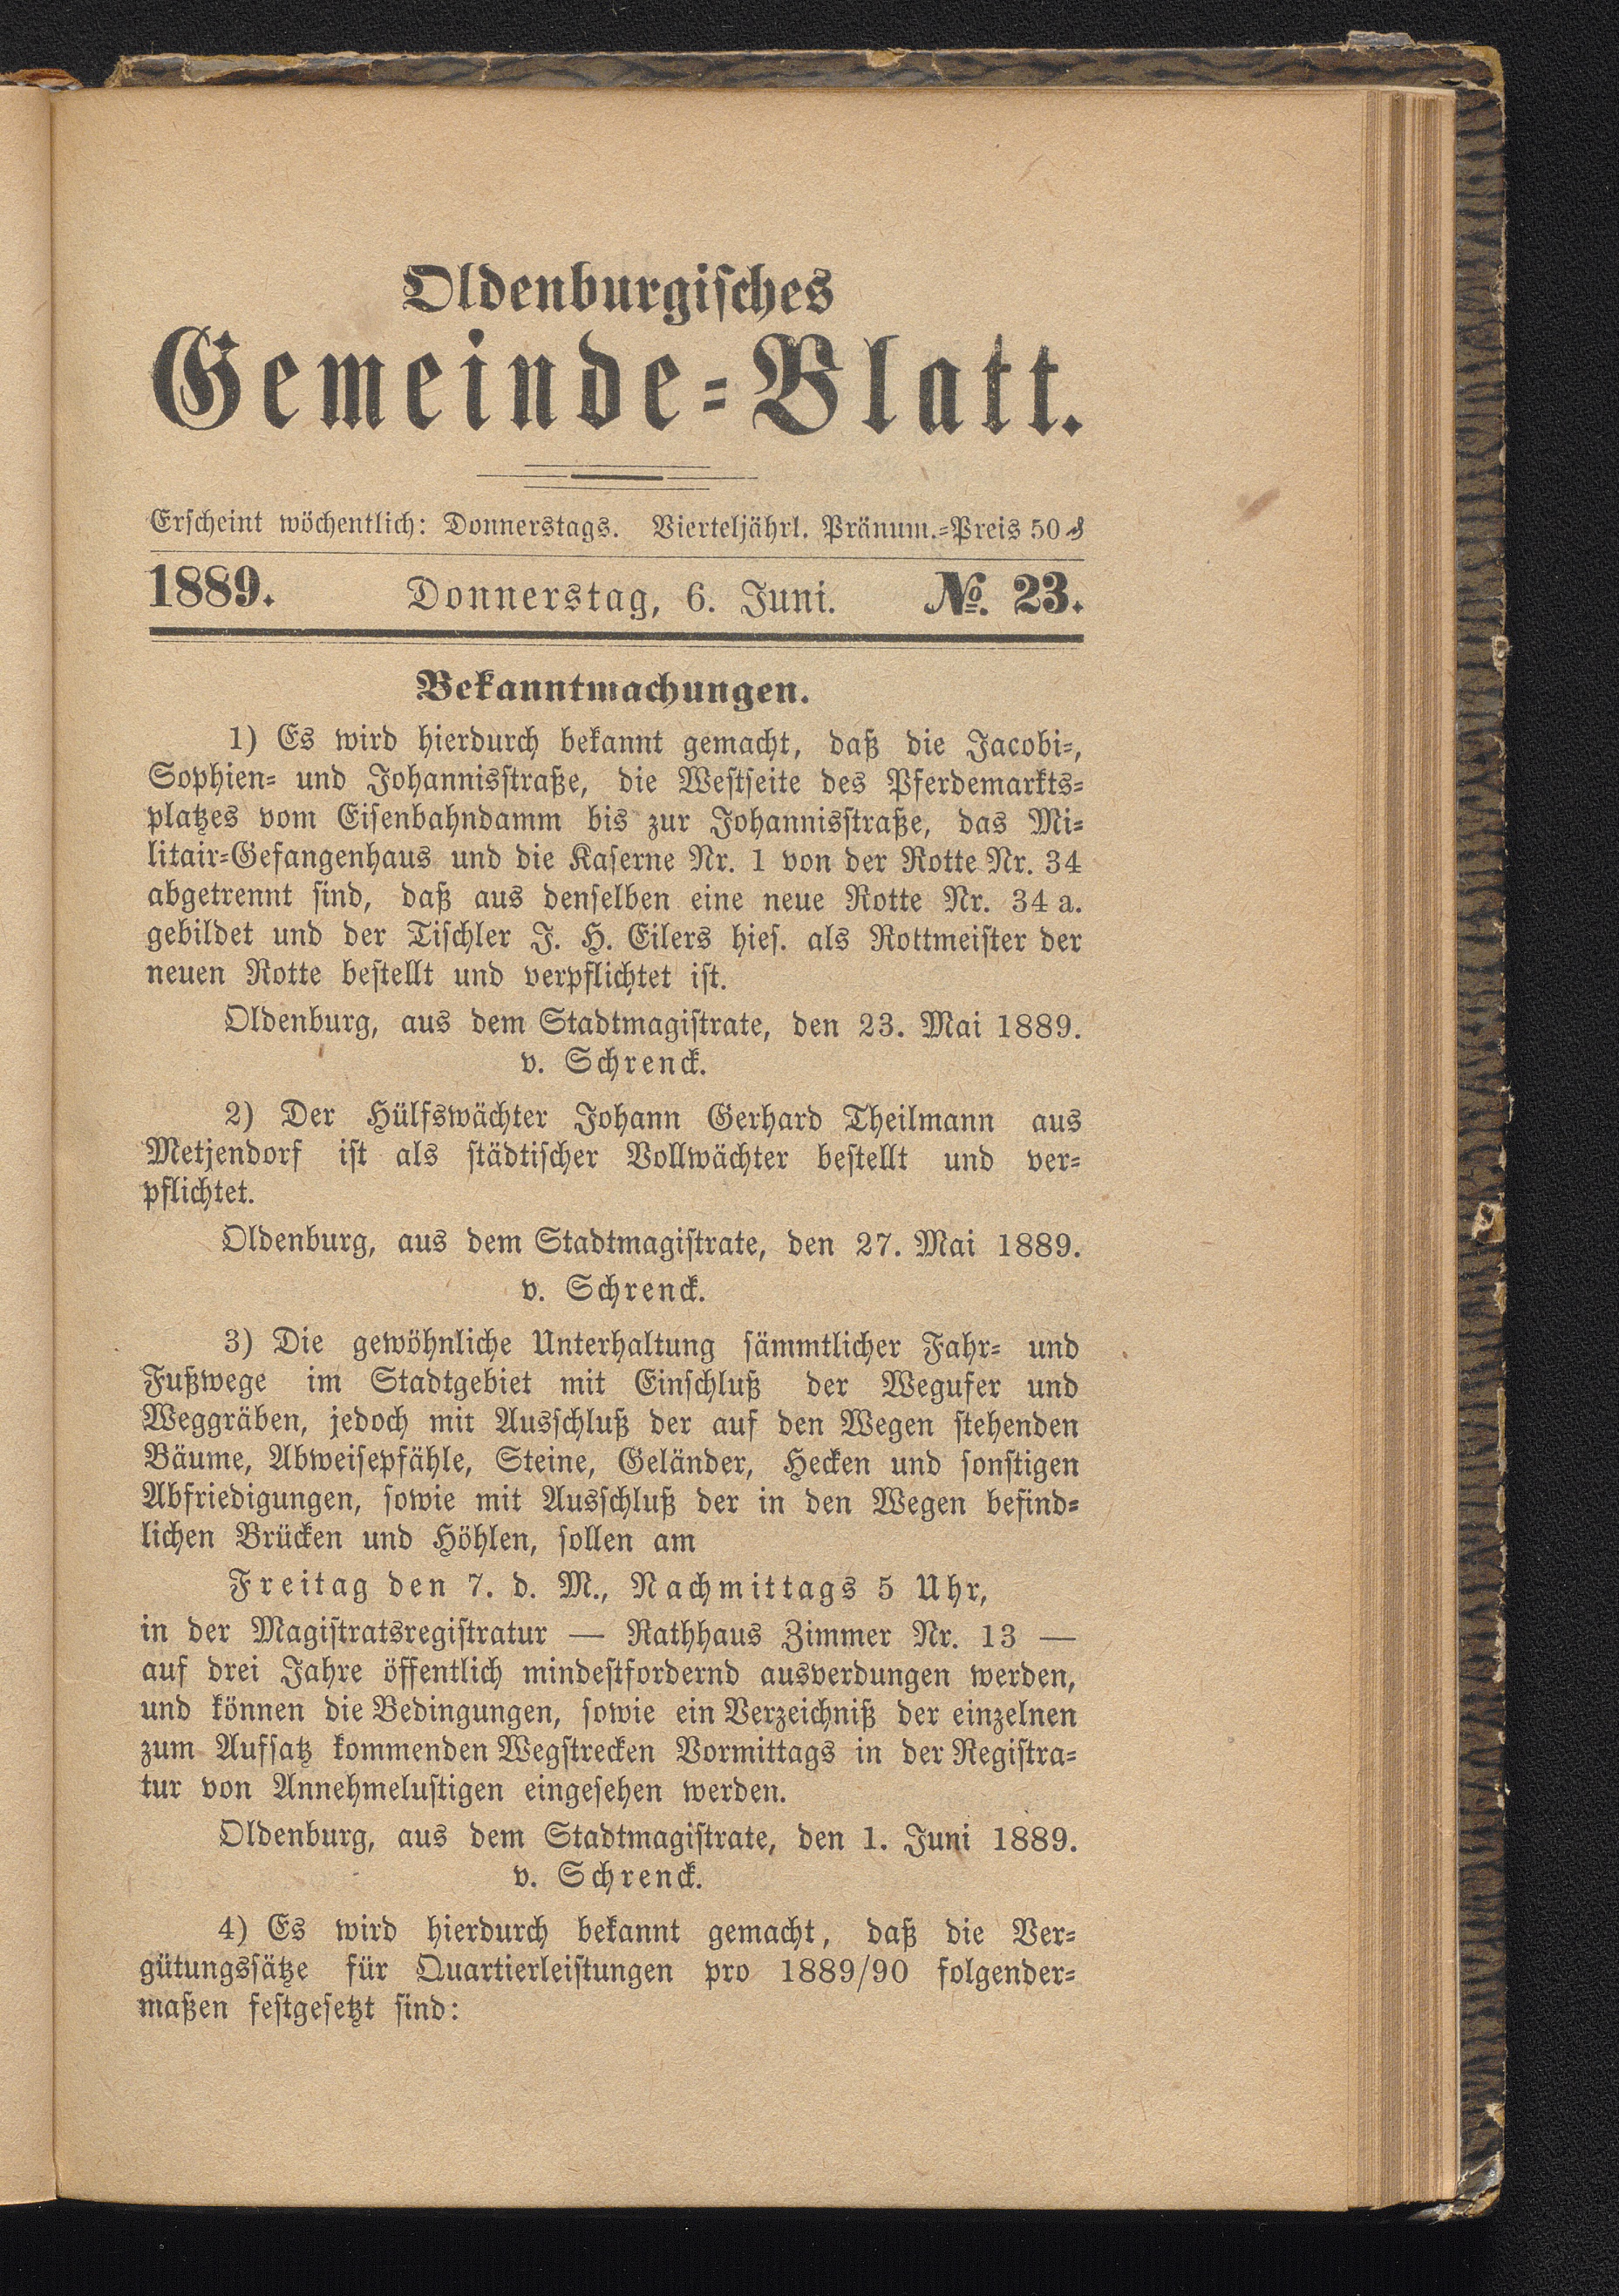 Oldenburgisches
Gemeinde-Blatt.
Erscheint wöchentlich: Donnerstags. Vierteljährl. Pränum.-Preis 50 ₰
1889. Donnerstag, 6. Juni. № 23.
Bekanntmachungen.
1) Es wird hierdurch bekannt gemacht, daß die Jacobi-,
Sophien- und Johannisstraße, die Westseite des Pferdemarkts-
platzes vom Eisenbahndamm bis zur Johannisstraße, das Mi-
litair-Gefangenhaus und die Kaserne Nr. 1 von der Rotte Nr. 34
abgetrennt sind, daß aus denselben eine neue Rotte Nr. 34 a.
gebildet und der Tischler J. H. Eilers hies. als Rottmeister der
neuen Rotte bestellt und verpflichtet ist.
Oldenburg, aus dem Stadtmagistrate, den 23. Mai 1889.
v. Schrenck.
2) Der Hülfswächter Johann Gerhard Theilmann aus
Metjendorf ist als städtischer Vollwächter bestellt und ver-
pflichtet.
Oldenburg, aus dem Stadtmagistrate, den 27. Mai 1889.
v. Schrenck.
3) Die gewöhnliche Unterhaltung sämmtlicher Fahr- und
Fußwege im Stadtgebiet mit Einschluß der Wegufer und
Weggräben, jedoch mit Ausschluß der auf den Wegen stehenden
Bäume, Abweisepfähle, Steine, Geländer, Hecken und sonstigen
Abfriedigungen, sowie mit Ausschluß der in den Wegen befind-
lichen Brücken und Höhlen, sollen am
Freitag den 7. d. M., Nachmittags 5 Uhr,
in der Magistratsregistratur — Rathhaus Zimmer Nr. 13 —
auf drei Jahre öffentlich mindestfordernd ausverdungen werden,
und können die Bedingungen, sowie ein Verzeichniß der einzelnen
zum Aufsatz kommenden Wegstrecken Vormittags in der Registra-
tur von Annehmelustigen eingesehen werden.
Oldenburg, aus dem Stadtmagistrate, den 1. Juni 1889.
v. Schrenck.
4) Es wird hierdurch bekannt gemacht, daß die Ver-
gütungssätze für Quartierleistungen pro 1889/90 folgender-
maßen festgesetzt sind: